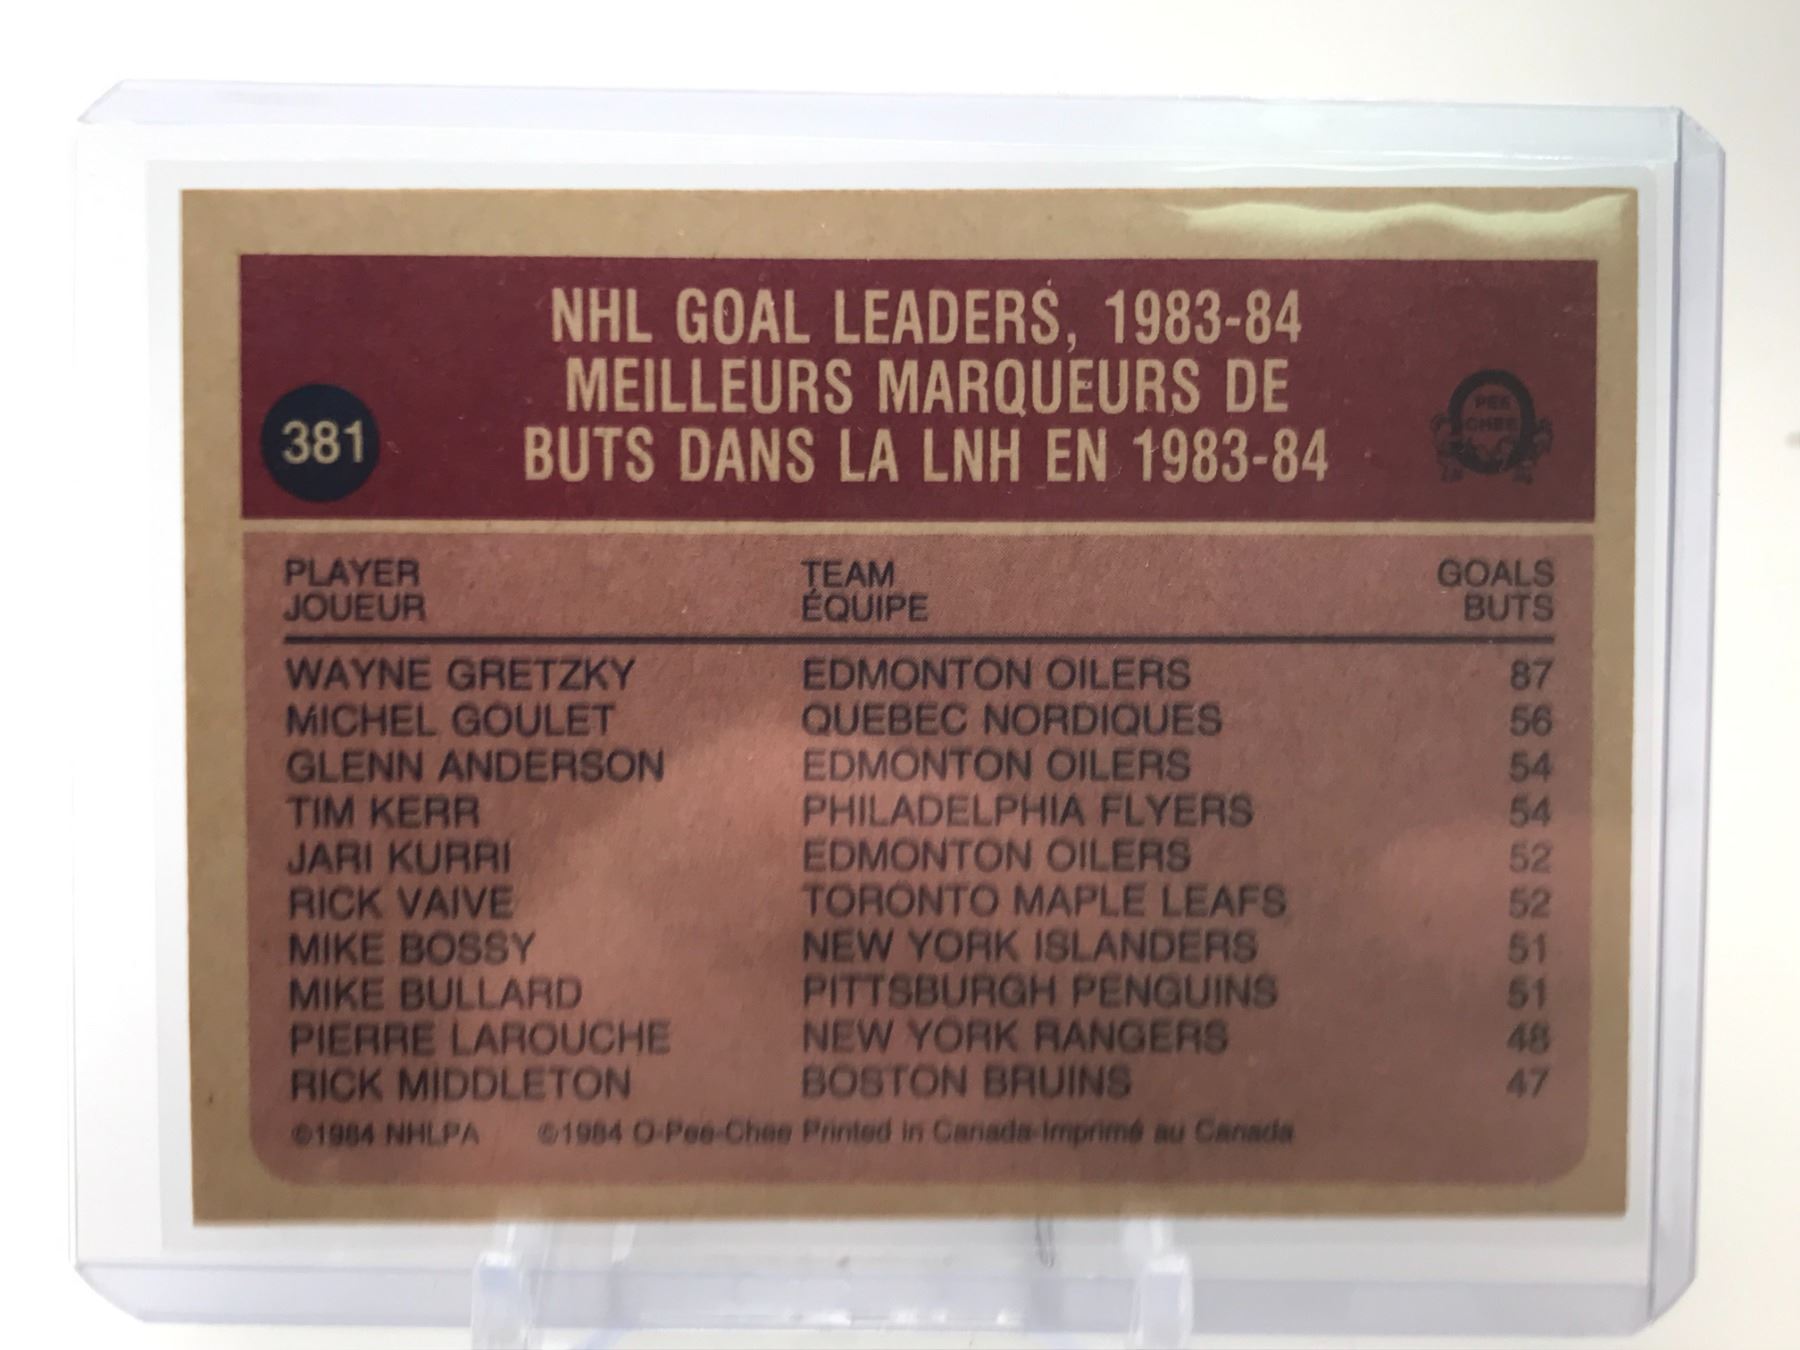 NHL GOAL LEADERS, 1983-84
MEILLEURS MARQUEURS DE
BUTS DANS LA LNH EN 1983-84
381
O PEE CHEE
PLAYER TEAM GOALS
JOUEUR ÉQUIPE BUTS
WAYNE GRETZKY EDMONTON OILERS 87
MICHEL GOULET QUEBEC NORDIQUES 56
GLENN ANDERSON EDMONTON OILERS 54
TIM KERR PHILADELPHIA FLYERS 54
JARI KURRI EDMONTON OILERS 52
RICK VAIVE TORONTO MAPLE LEAFS 52
MIKE BOSSY NEW YORK ISLANDERS 51
MIKE BULLARD PITTSBURGH PENGUINS 51
PIERRE LAROUCHE NEW YORK RANGERS 48
RICK MIDDLETON BOSTON BRUINS 47
©1984 NHLPA ©1984 O-Pee-Chee Printed in Canada-Imprimé au Canada